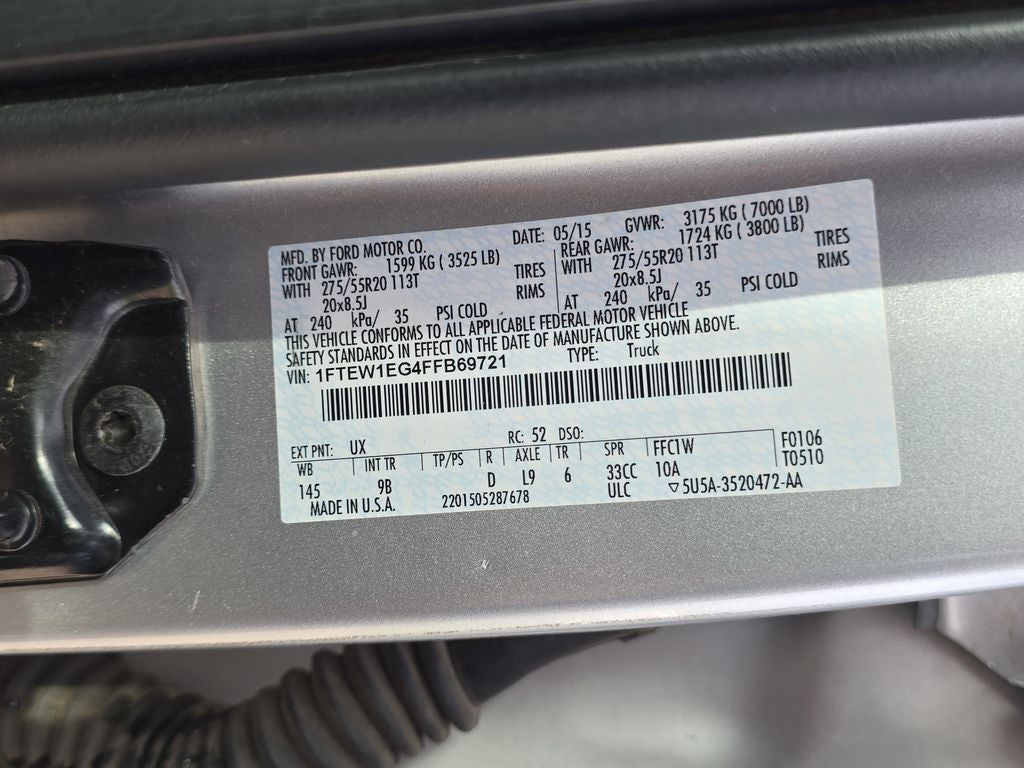 MFD. BY FORD MOTOR CO. DATE: 05/15 GVWR: 3175 KG ( 7000 LB)
FRONT GAWR: 1599 KG ( 3525 LB) REAR GAWR: 1724 KG ( 3800 LB)
WITH 275/55R20 113T TIRES WITH 275/55R20 113T TIRES
20x8.5J RIMS 20x8.5J RIMS
AT 240 kPa/ 35 PSI COLD AT 240 kPa/ 35 PSI COLD
THIS VEHICLE CONFORMS TO ALL APPLICABLE FEDERAL MOTOR VEHICLE
SAFETY STANDARDS IN EFFECT ON THE DATE OF MANUFACTURE SHOWN ABOVE.
VIN: 1FTEW1EG4FFB69721 TYPE: Truck
EXT PNT: UX RC: 52 DSO: F0106
WB INT TR TP/PS R AXLE TR SPR FFC1W T0510
145 9B D L9 6 33CC 10A
MADE IN U.S.A. 2201505287678 ULC ▽5U5A-3520472-AA